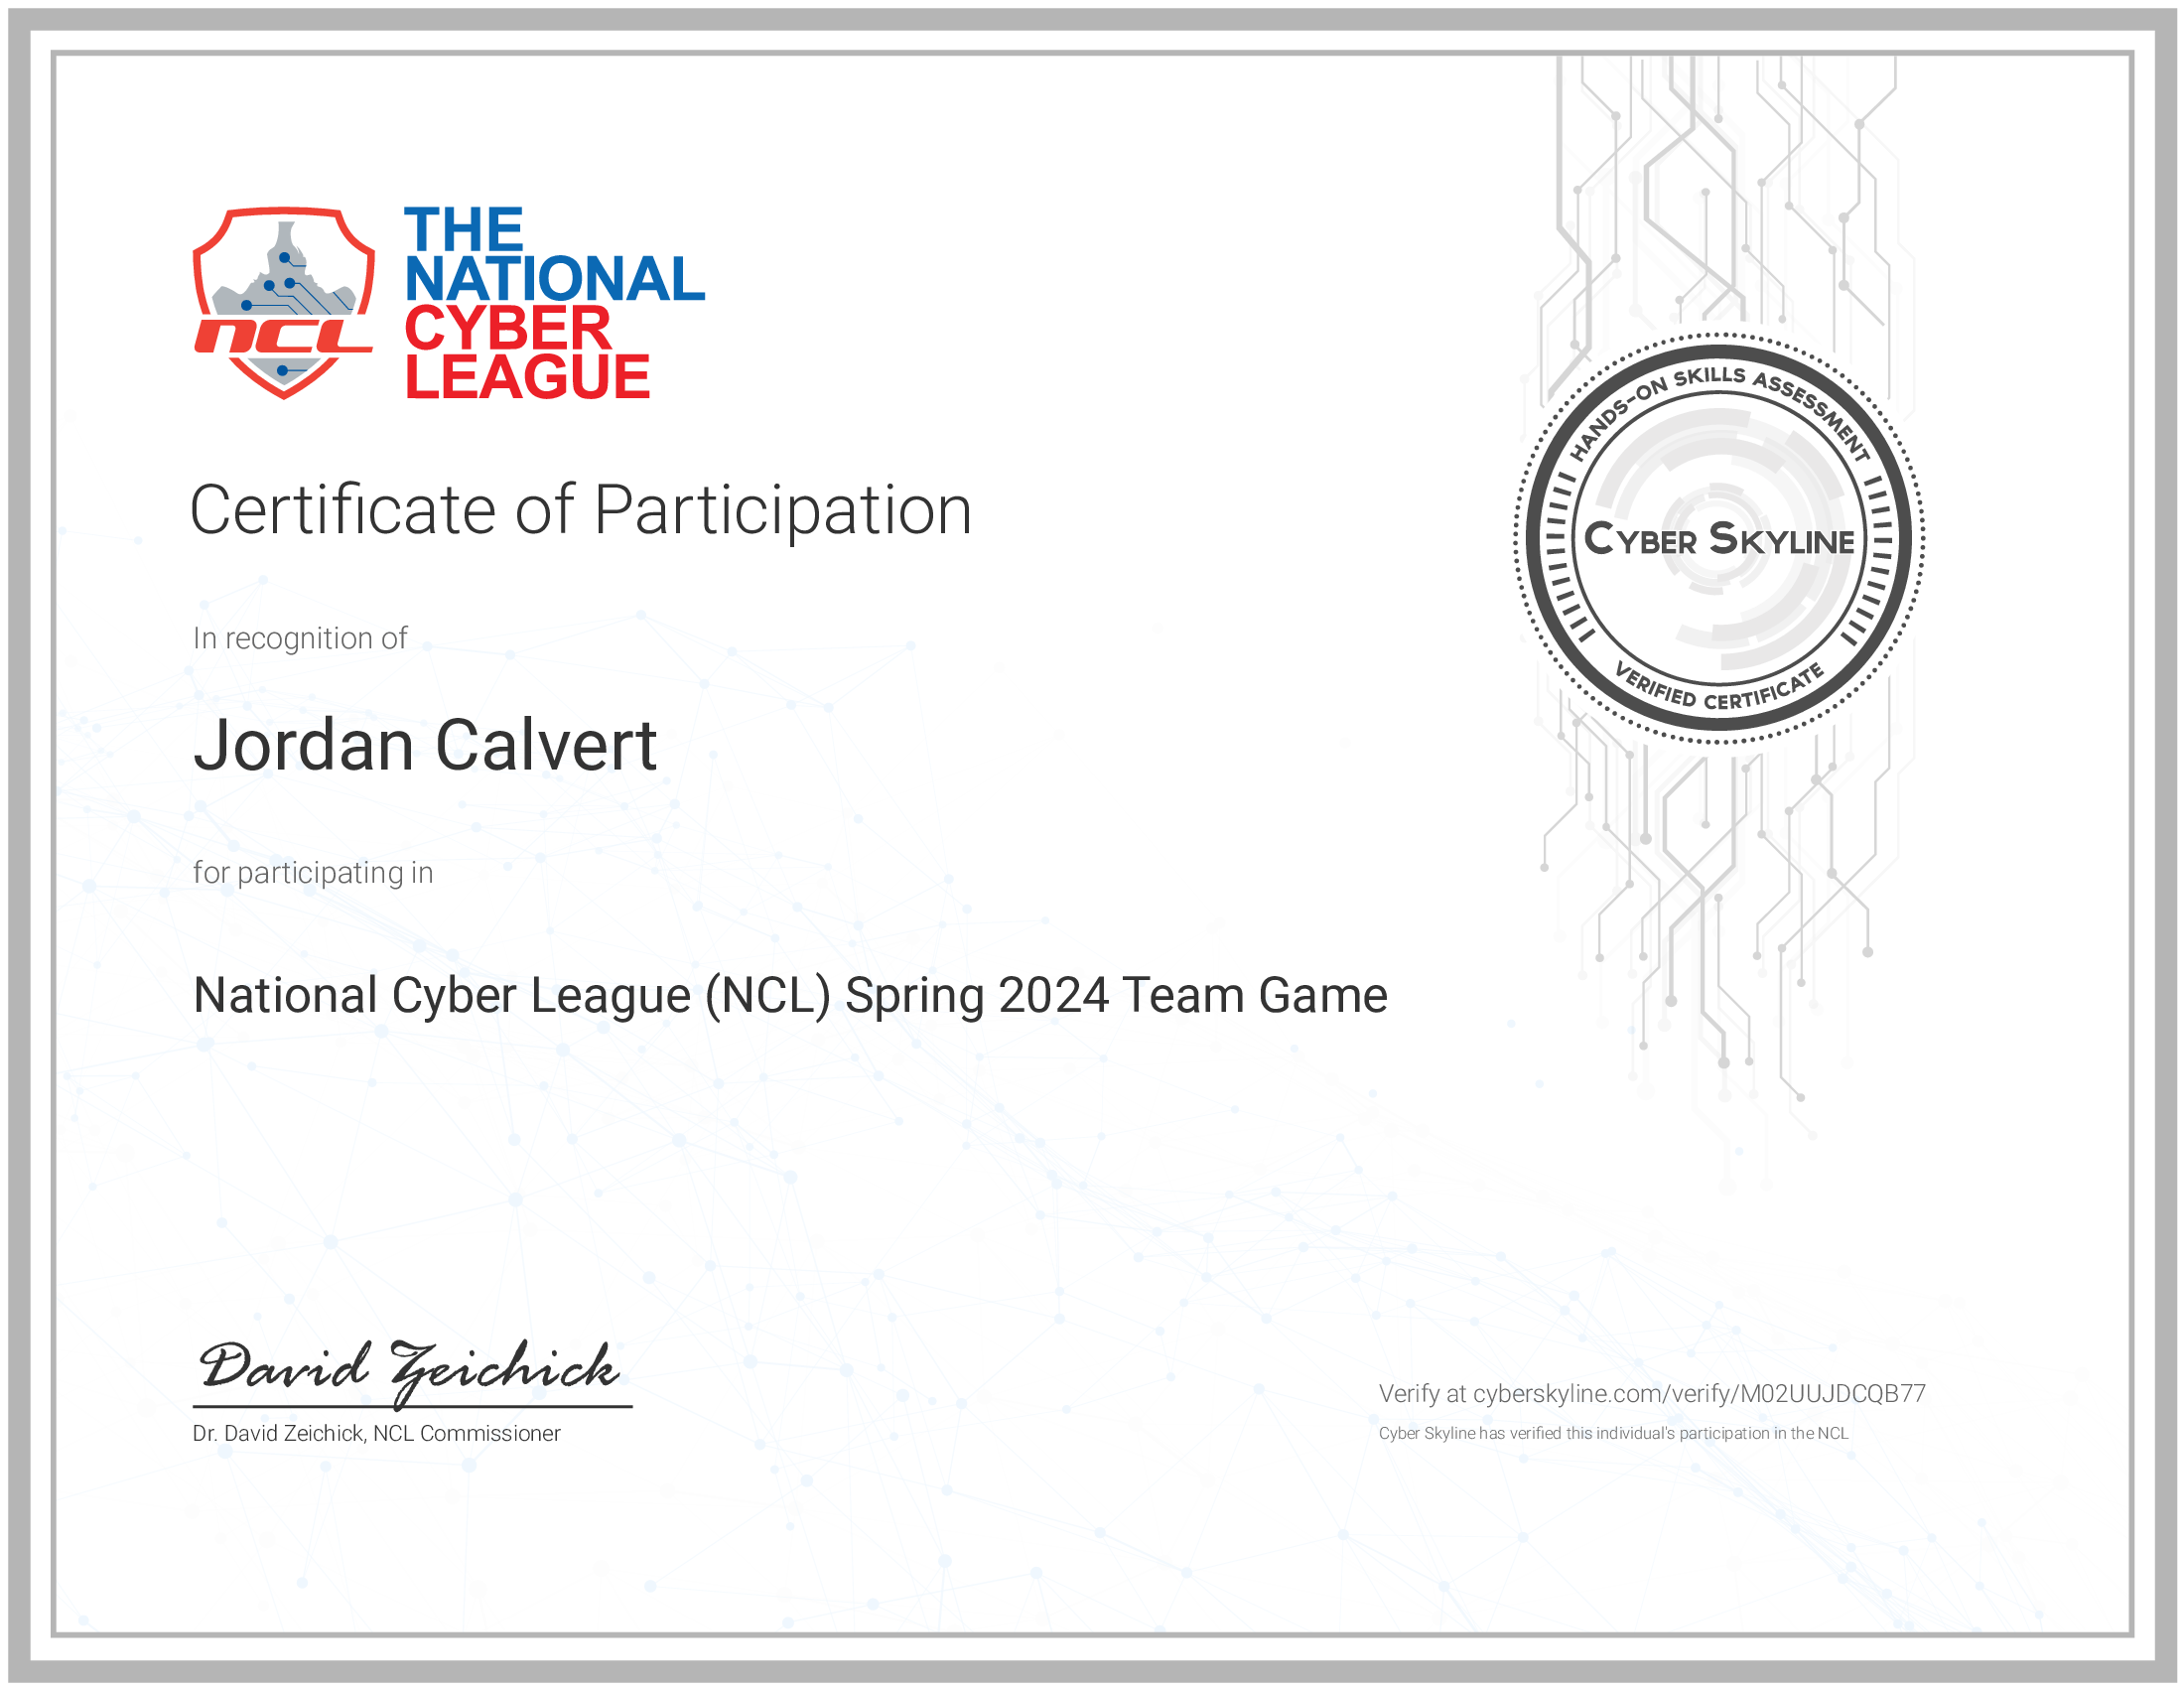 THE
NATIONAL
CYBER
LEAGUE
ncl
Certificate of Participation
In recognition of
Jordan Calvert
for participating in
National Cyber League (NCL) Spring 2024 Team Game
HANDS-ON SKILLS ASSESSMENT
CYBER SKYLINE
VERIFIED CERTIFICATE
David Zeichick
Dr. David Zeichick, NCL Commissioner
Verify at cyberskyline.com/verify/M02UUJDCQB77
Cyber Skyline has verified this individual's participation in the NCL